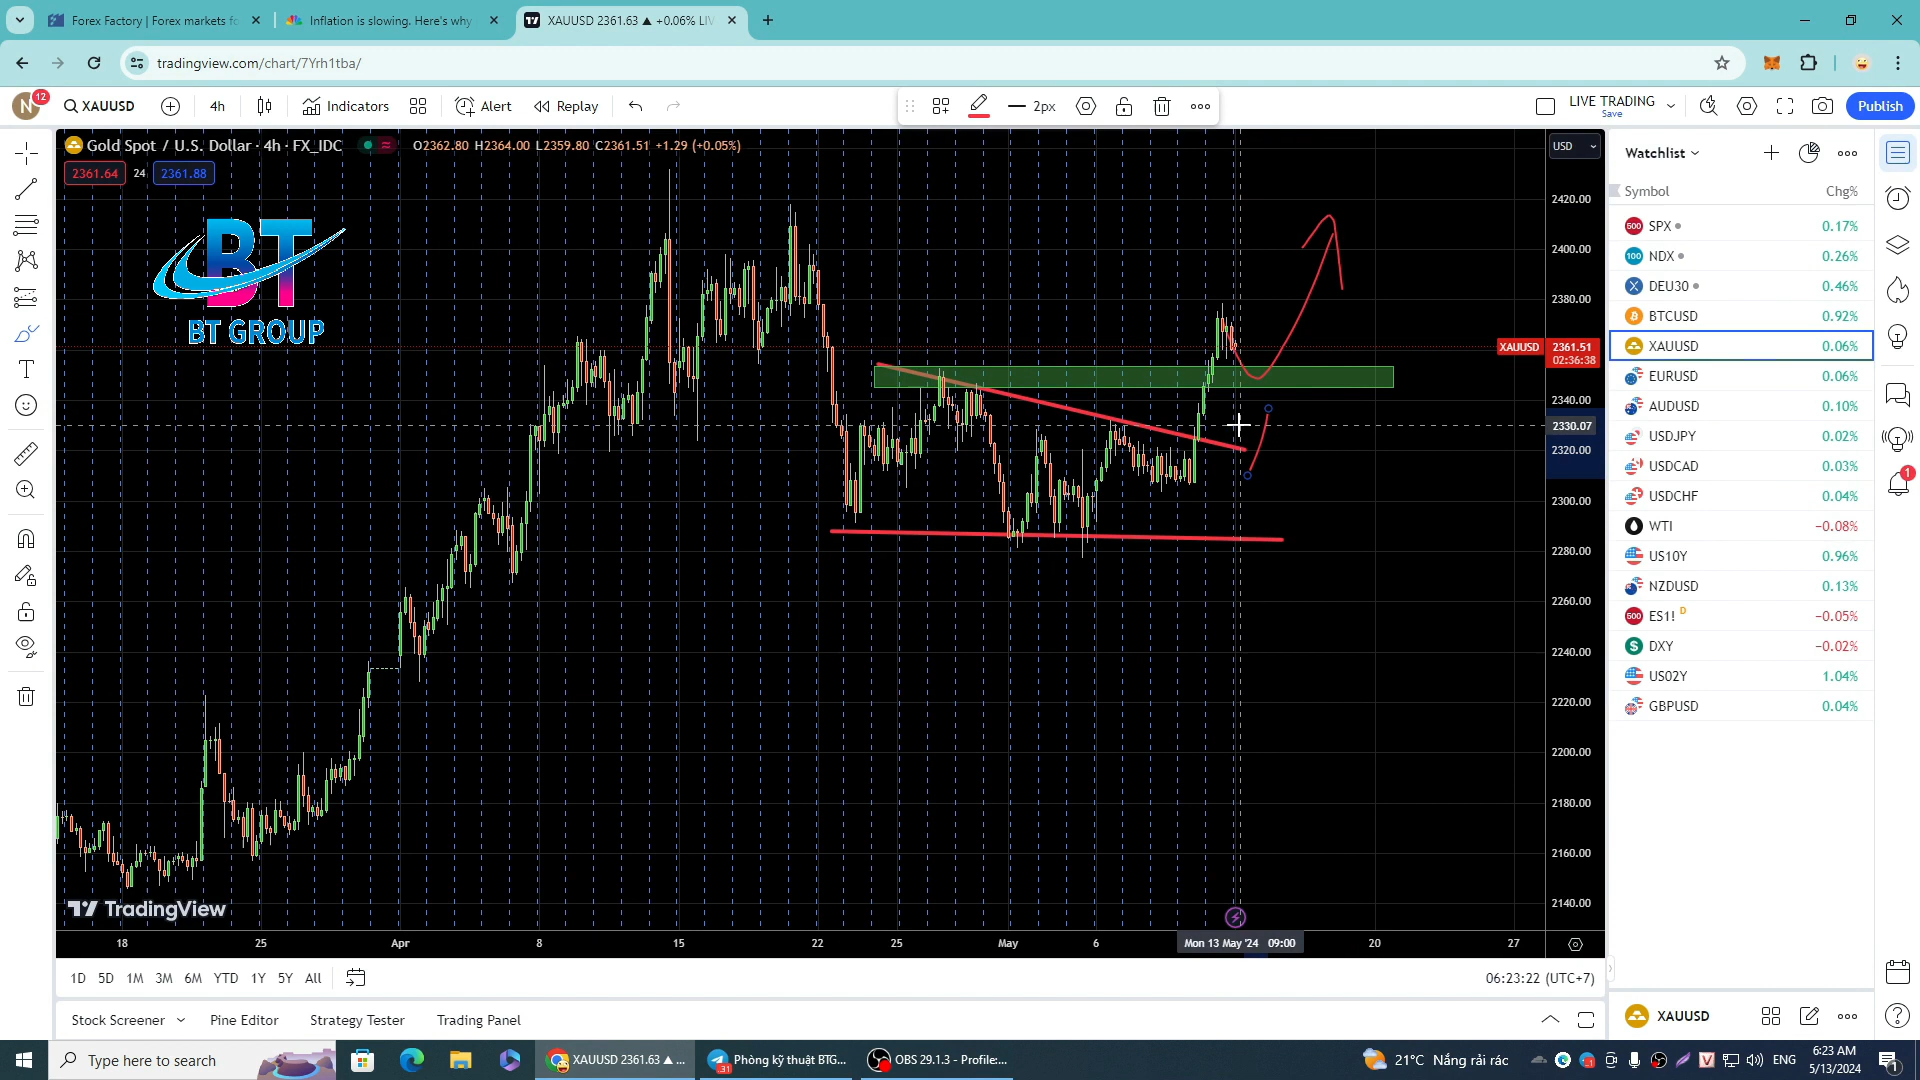 Forex Factory | Forex markets fo
Inflation is slowing. Here's why
XAUUSD 2361.63 ▲ +0.06% LIV
tradingview.com/chart/7Yrh1tba/
N
12
XAUUSD
4h
Indicators
Alert
Replay
2px
LIVE TRADING
Save
Publish
Gold Spot / U.S. Dollar · 4h · FX_IDC
O2362.80 H2364.00 L2359.80 C2361.51 +1.29 (+0.05%)
2361.64
24
2361.88
BT
BT GROUP
USD
2420.00
2400.00
2380.00
XAUUSD
2361.51
02:36:38
2340.00
2330.07
2320.00
2300.00
2280.00
2260.00
2240.00
2220.00
2200.00
2180.00
2160.00
2140.00
TradingView
18
25
Apr
8
15
22
25
May
6
Mon 13 May '24 09:00
20
27
1D
5D
1M
3M
6M
YTD
1Y
5Y
All
06:23:22 (UTC+7)
Stock Screener
Pine Editor
Strategy Tester
Trading Panel
Watchlist
Symbol
Chg%
SPX 0.17%
NDX 0.26%
DEU30 0.46%
BTCUSD 0.92%
XAUUSD 0.06%
EURUSD 0.06%
AUDUSD 0.10%
USDJPY 0.02%
USDCAD 0.03%
USDCHF 0.04%
WTI −0.08%
US10Y 0.96%
NZDUSD 0.13%
ES1! D −0.05%
DXY −0.02%
US02Y 1.04%
GBPUSD 0.04%
1
XAUUSD
Type here to search
XAUUSD 2361.63 ▲ ...
31
Phòng kỹ thuật BTG...
OBS 29.1.3 - Profile:...
21°C Nắng rải rác
ENG
6:23 AM
5/13/2024
1